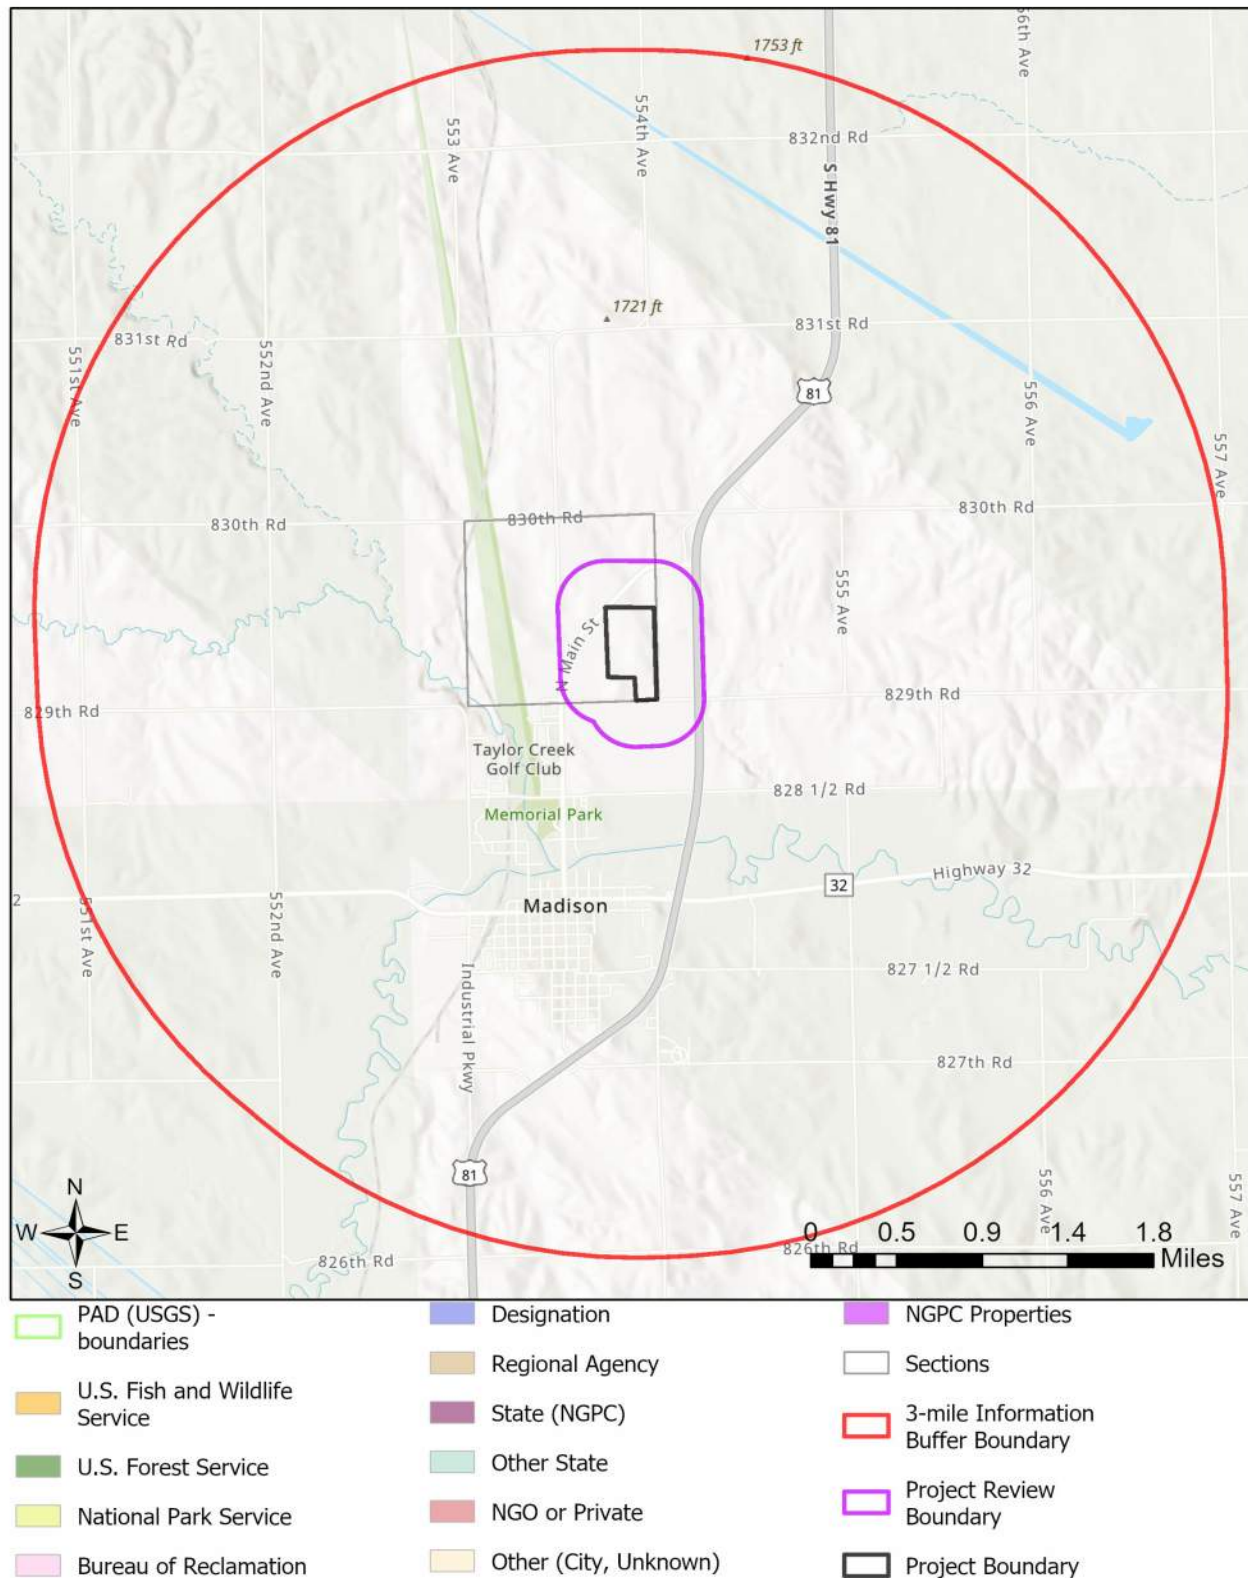 1753 ft
56th Ave
553 Ave
554th Ave
832nd Rd
S Hwy 81
1721 ft
831st Rd
831st Rd
551st Ave
552nd Ave
81
556 Ave
557 Ave
830th Rd
830th Rd
830th Rd
555 Ave
N Main St
829th Rd
829th Rd
Taylor Creek
Golf Club
828 1/2 Rd
Memorial Park
Highway 32
32
2
Madison
551st Ave
552nd Ave
827 1/2 Rd
Industrial Pkwy
827th Rd
81
556 Ave
557 Ave
N
W E
S
826th Rd
826th Rd
0 0.5 0.9 1.4 1.8
Miles
PAD (USGS) -
boundaries
U.S. Fish and Wildlife
Service
U.S. Forest Service
National Park Service
Bureau of Reclamation
Designation
Regional Agency
State (NGPC)
Other State
NGO or Private
Other (City, Unknown)
NGPC Properties
Sections
3-mile Information
Buffer Boundary
Project Review
Boundary
Project Boundary